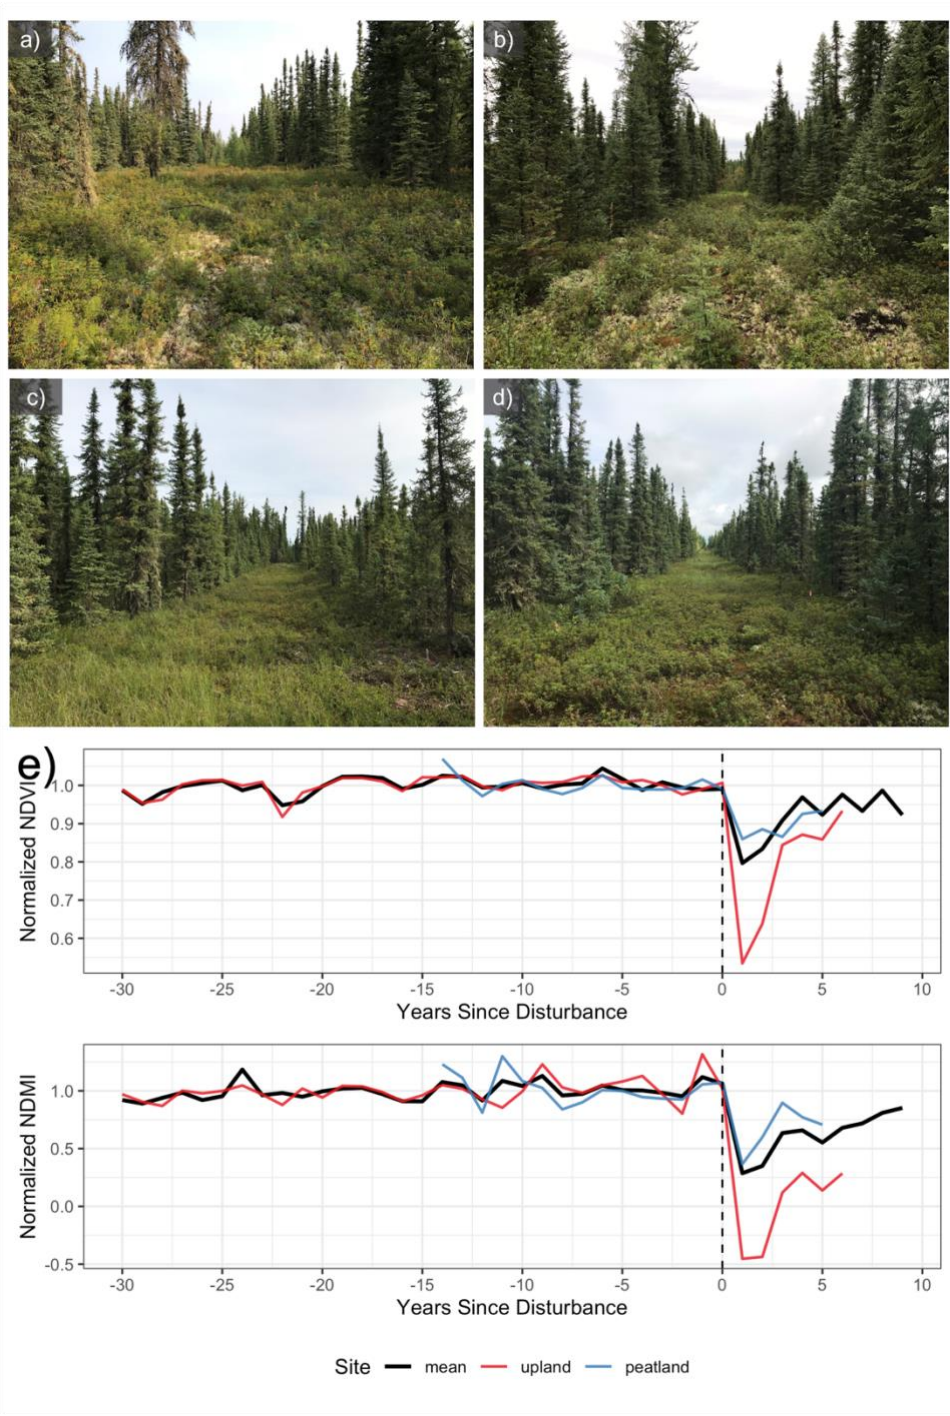 a)
b)
c)
d)
e)
Normalized NDVI
1.0
0.9
0.8
0.7
0.6
-30 -25 -20 -15 -10 -5 0 5 10
Years Since Disturbance
Normalized NDMI
1.0
0.5
0.0
-0.5
-30 -25 -20 -15 -10 -5 0 5 10
Years Since Disturbance
Site mean upland peatland